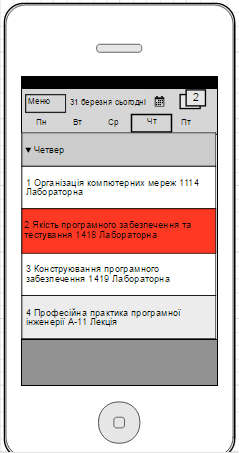 Меню 31 березня сьогодні 2
Пн Вт Ср Чт Пт
▼ Четвер
1 Організація компютерних мереж 1114
Лабораторна
2 Якість програмного забезпечення та
тестування 1418 Лабораторна
3 Конструювання програмного
забезпечення 1419 Лабораторна
4 Професійна практика програмної
інженерії А-11 Лекція